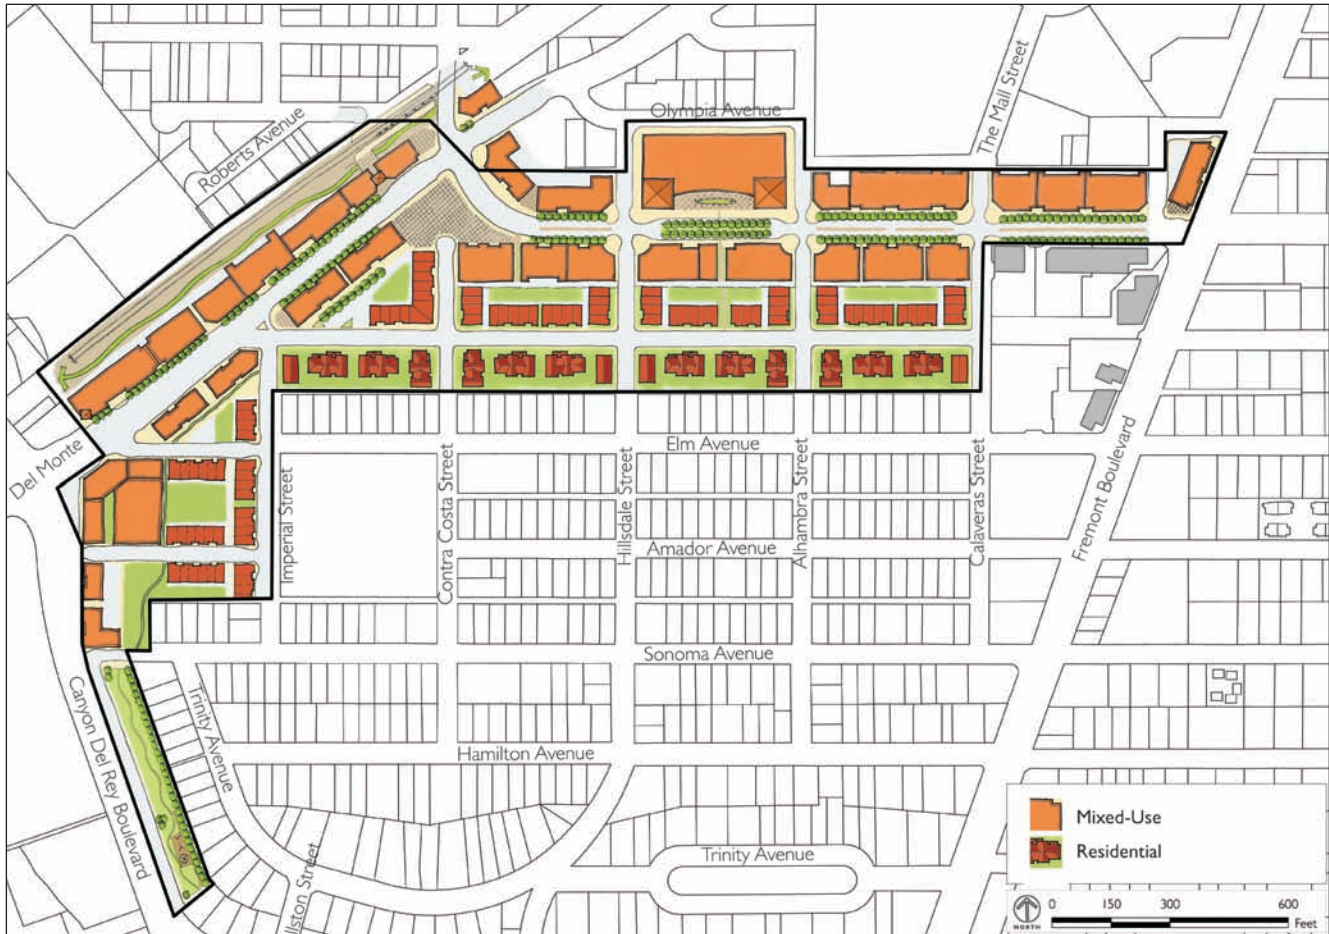 Olympia Avenue
The Mall Street
Roberts Avenue
Del Monte
Elm Avenue
Imperial Street
Contra Costa Street
Hillsdale Street
Alhambra Street
Calaveras Street
Fremont Boulevard
Amador Avenue
Sonoma Avenue
Canyon Del Rey Boulevard
Trinity Avenue
Hamilton Avenue
Trinity Avenue
llston Street
Mixed-Use
Residential
NORTH
0 150 300 600
Feet